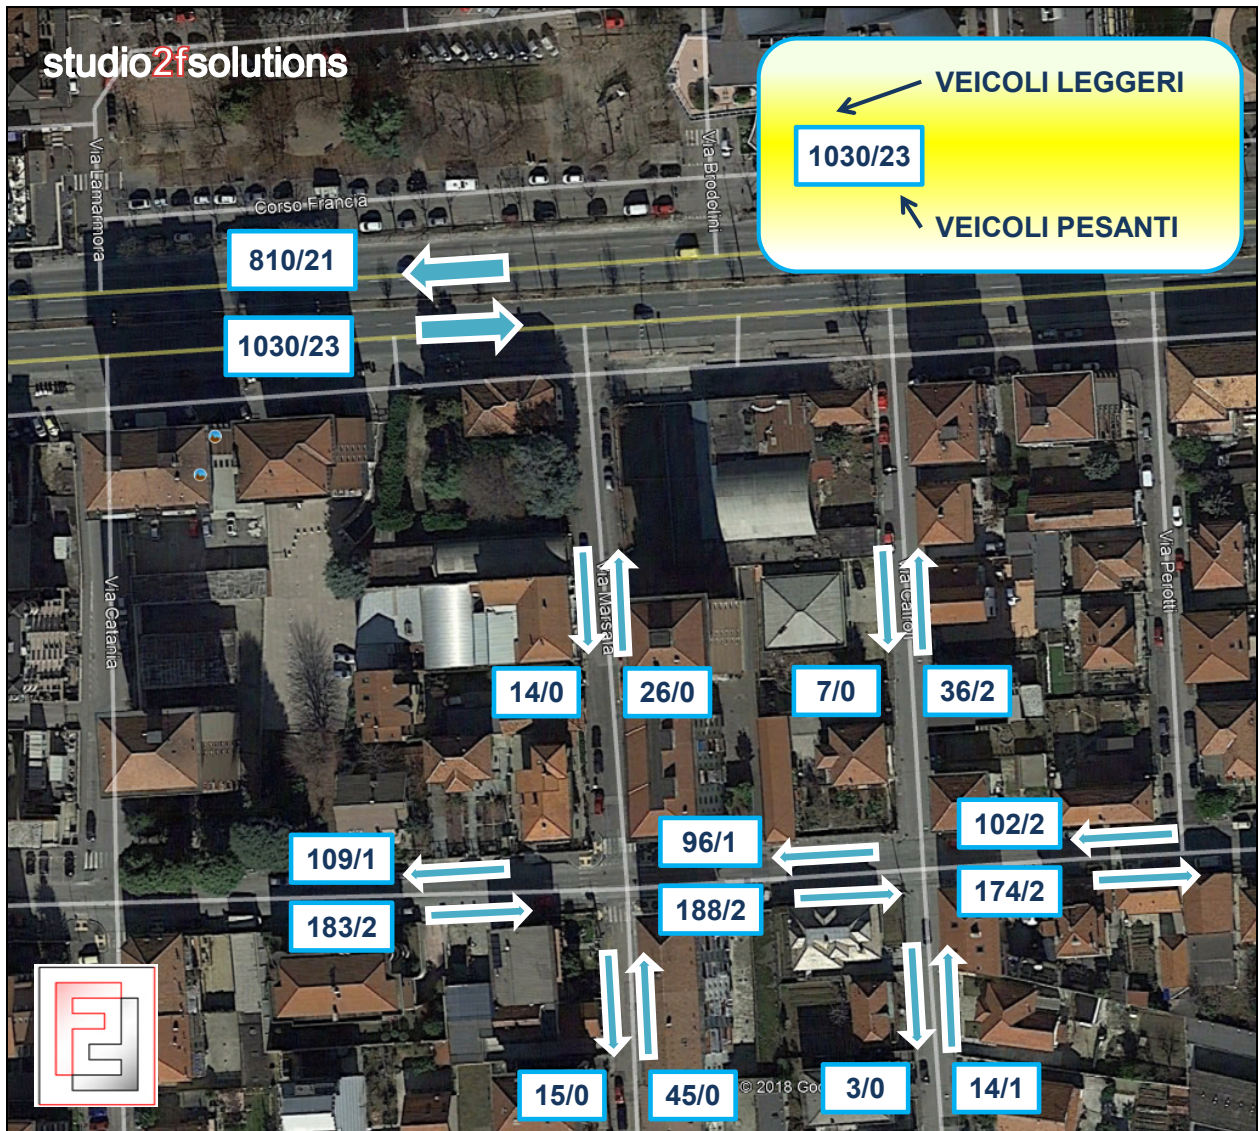 studio2fsolutions
VEICOLI LEGGERI
1030/23
VEICOLI PESANTI
Via Lamarmora
Corso Francia
Via Brodolini
810/21
1030/23
Via Catania
Via Marsala
Via Perotti
14/0
26/0
7/0
36/2
109/1
96/1
102/2
183/2
188/2
174/2
15/0
45/0
© 2018
3/0
14/1